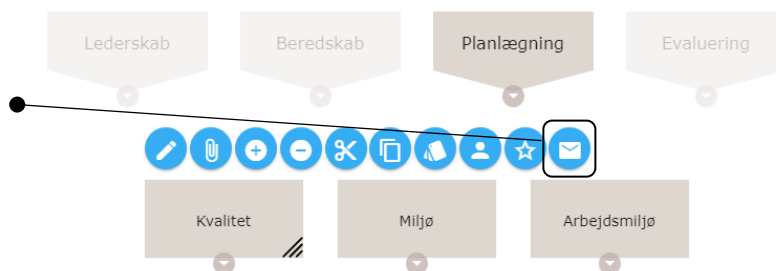 Lederskab
Beredskab
Planlægning
Evaluering
Kvalitet
Miljø
Arbejdsmiljø